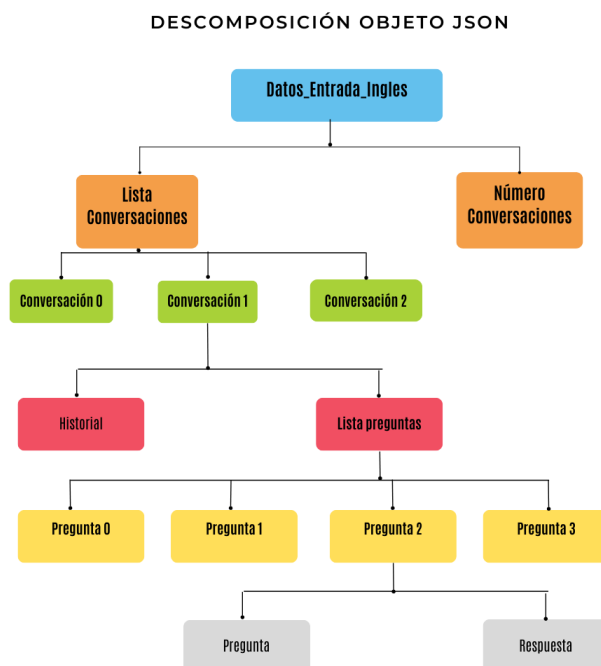 DESCOMPOSICIÓN OBJETO JSON
Datos_Entrada_Ingles
Lista
Conversaciones
Número
Conversaciones
Conversación 0
Conversación 1
Conversación 2
Historial
Lista preguntas
Pregunta 0
Pregunta 1
Pregunta 2
Pregunta 3
Pregunta
Respuesta